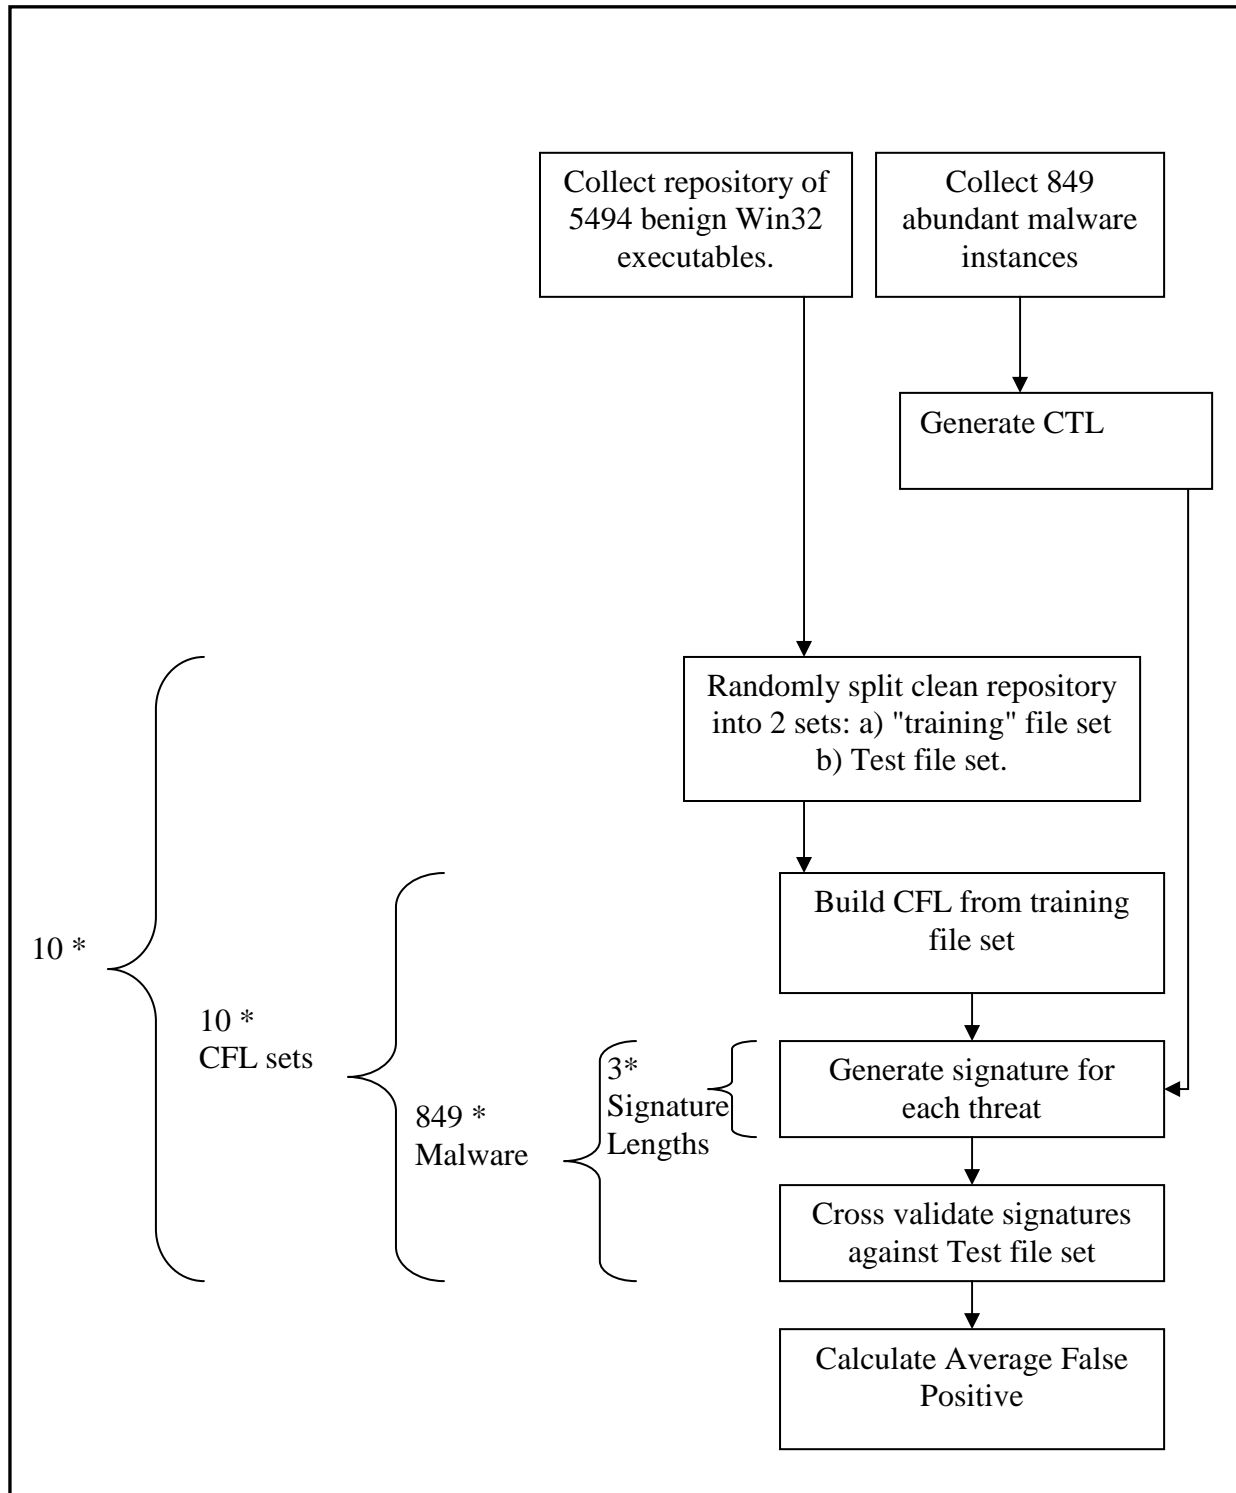 Collect repository of
5494 benign Win32
executables.
Collect 849
abundant malware
instances
Generate CTL
Randomly split clean repository
into 2 sets: a) "training" file set
b) Test file set.
Build CFL from training
file set
10 *
10 *
CFL sets
849 *
Malware
3*
Signature
Lengths
Generate signature for
each threat
Cross validate signatures
against Test file set
Calculate Average False
Positive